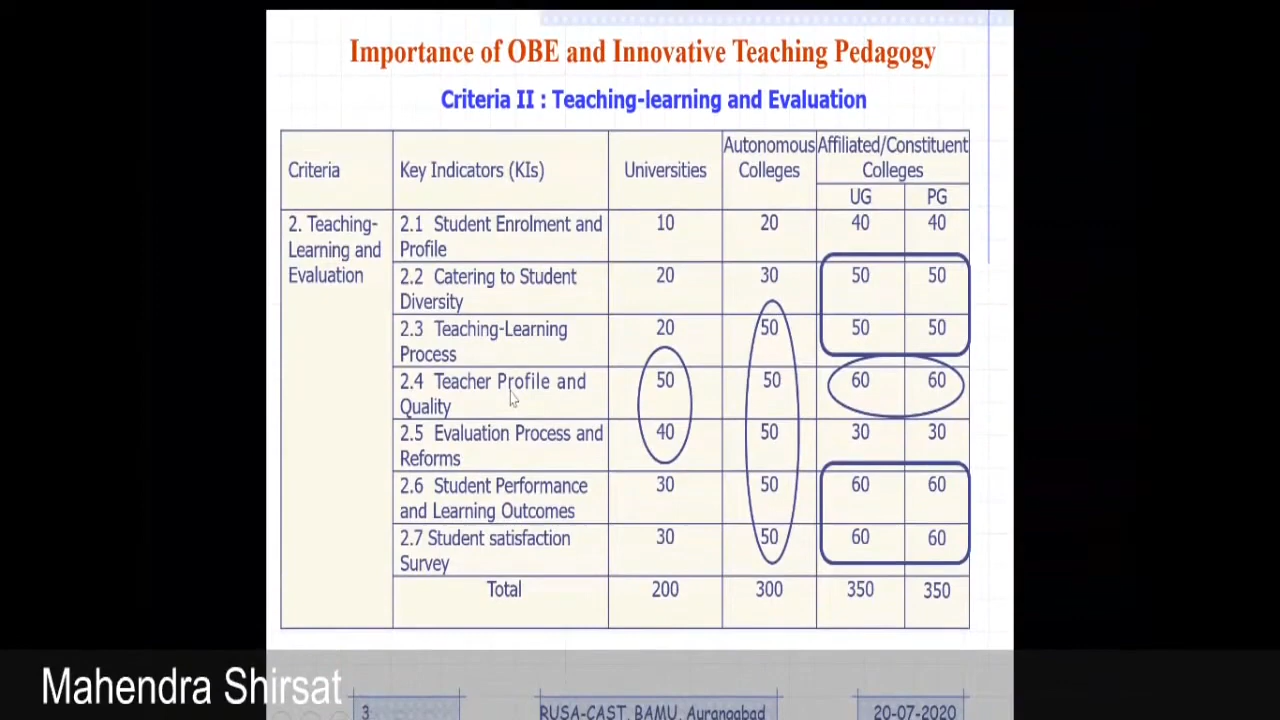 Importance of OBE and Innovative Teaching Pedagogy
Criteria II : Teaching-learning and Evaluation
Criteria Key Indicators (KIs) Universities Autonomous Colleges Affiliated/Constituent Colleges
UG PG
2. Teaching-Learning and Evaluation
2.1 Student Enrolment and Profile 10 20 40 40
2.2 Catering to Student Diversity 20 30 50 50
2.3 Teaching-Learning Process 20 50 50 50
2.4 Teacher Profile and Quality 50 50 60 60
2.5 Evaluation Process and Reforms 40 50 30 30
2.6 Student Performance and Learning Outcomes 30 50 60 60
2.7 Student satisfaction Survey 30 50 60 60
Total 200 300 350 350
Mahendra Shirsat
3 RUSA-CAST, BAMU, Aurangabad 20-07-2020